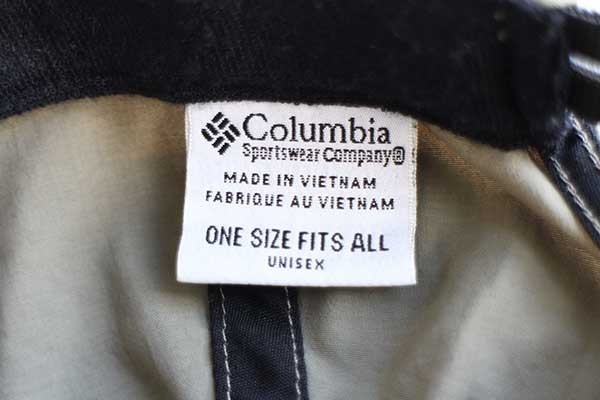 Columbia
Sportswear Company®
MADE IN VIETNAM
FABRIQUE AU VIETNAM
ONE SIZE FITS ALL
UNISEX